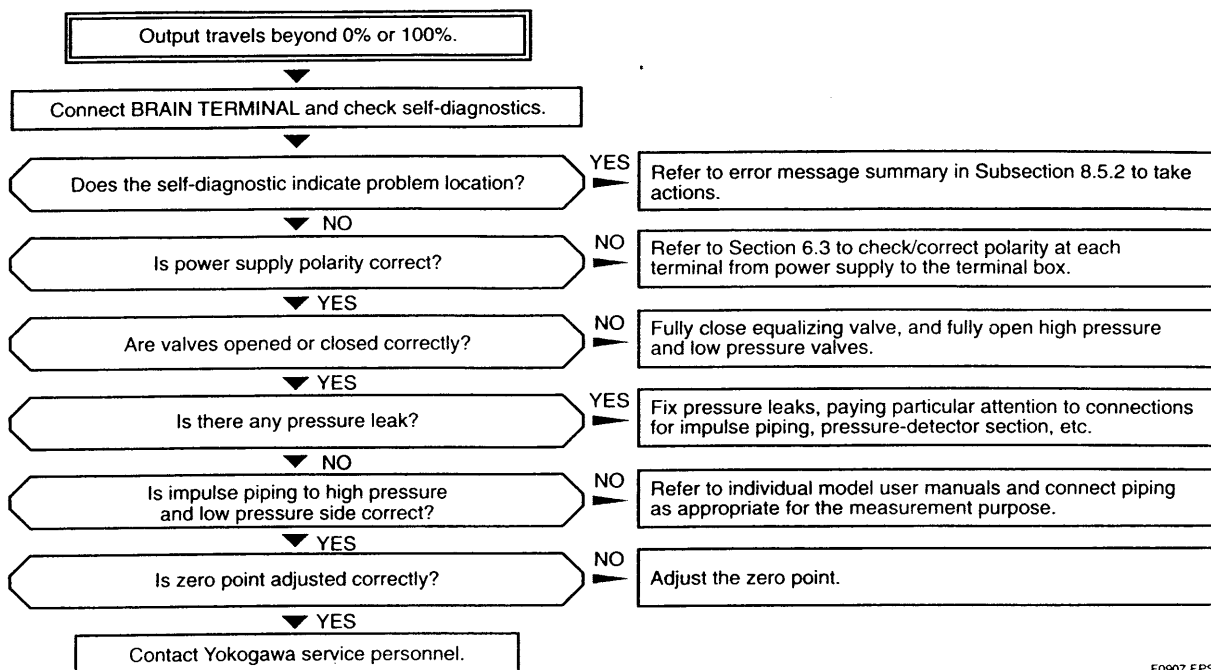 Output travels beyond 0% or 100%.
Connect BRAIN TERMINAL and check self-diagnostics.
Does the self-diagnostic indicate problem location?
YES
Refer to error message summary in Subsection 8.5.2 to take
actions.
NO
Is power supply polarity correct?
NO
Refer to Section 6.3 to check/correct polarity at each
terminal from power supply to the terminal box.
YES
Are valves opened or closed correctly?
NO
Fully close equalizing valve, and fully open high pressure
and low pressure valves.
YES
Is there any pressure leak?
YES
Fix pressure leaks, paying particular attention to connections
for impulse piping, pressure-detector section, etc.
NO
Is impulse piping to high pressure
and low pressure side correct?
NO
Refer to individual model user manuals and connect piping
as appropriate for the measurement purpose.
YES
Is zero point adjusted correctly?
NO
Adjust the zero point.
YES
Contact Yokogawa service personnel.
F0907.EPS